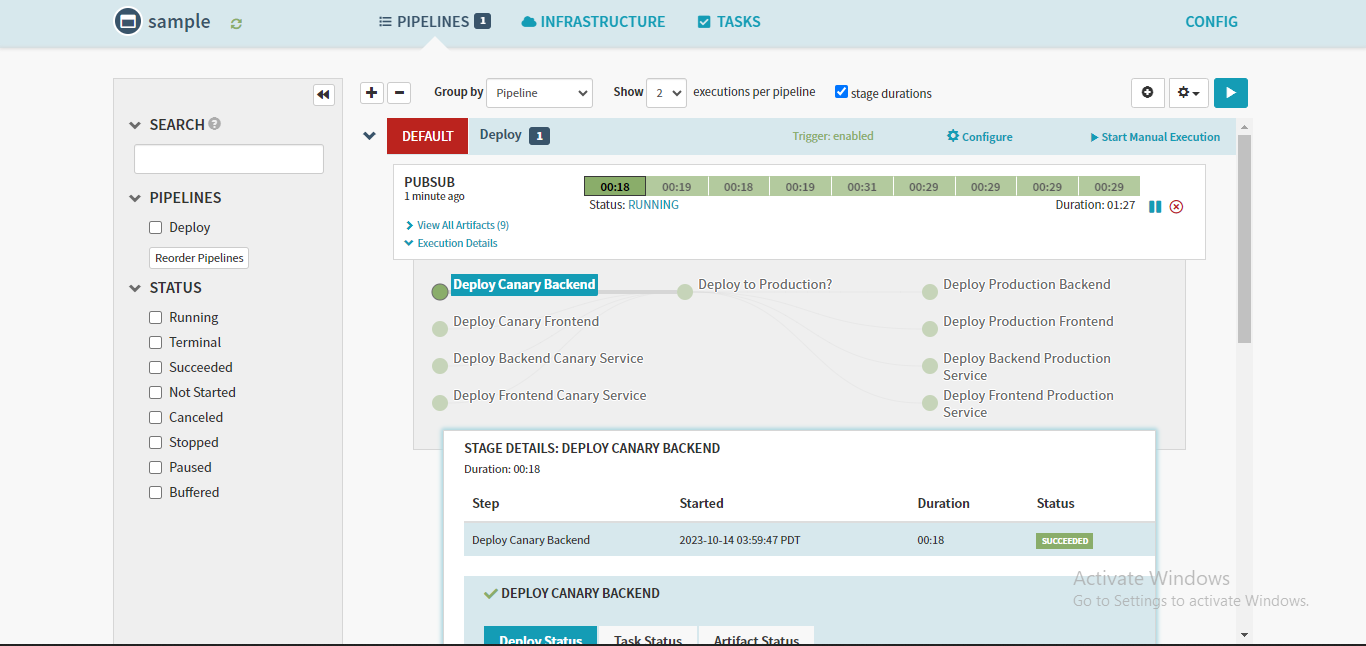 sample
PIPELINES 1
INFRASTRUCTURE
TASKS
CONFIG
Group by Pipeline
Show 2 executions per pipeline
stage durations
SEARCH
PIPELINES
Deploy
Reorder Pipelines
STATUS
Running
Terminal
Succeeded
Not Started
Canceled
Stopped
Paused
Buffered
DEFAULT
Deploy 1
Trigger: enabled
Configure
Start Manual Execution
PUBSUB
1 minute ago
00:18 00:19 00:18 00:19 00:31 00:29 00:29 00:29 00:29
Status: RUNNING
Duration: 01:27
View All Artifacts (9)
Execution Details
Deploy Canary Backend
Deploy Canary Frontend
Deploy Backend Canary Service
Deploy Frontend Canary Service
Deploy to Production?
Deploy Production Backend
Deploy Production Frontend
Deploy Backend Production
Service
Deploy Frontend Production
Service
STAGE DETAILS: DEPLOY CANARY BACKEND
Duration: 00:18
Step Started Duration Status
Deploy Canary Backend 2023-10-14 03:59:47 PDT 00:18 SUCCEEDED
DEPLOY CANARY BACKEND
Deploy Status Task Status Artifact Status
Activate Windows
Go to Settings to activate Windows.